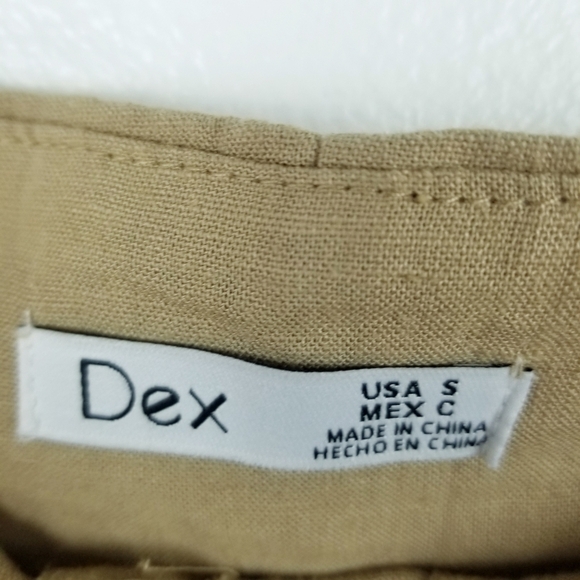 Dex
USA S
MEX C
MADE IN CHINA
HECHO EN CHINA